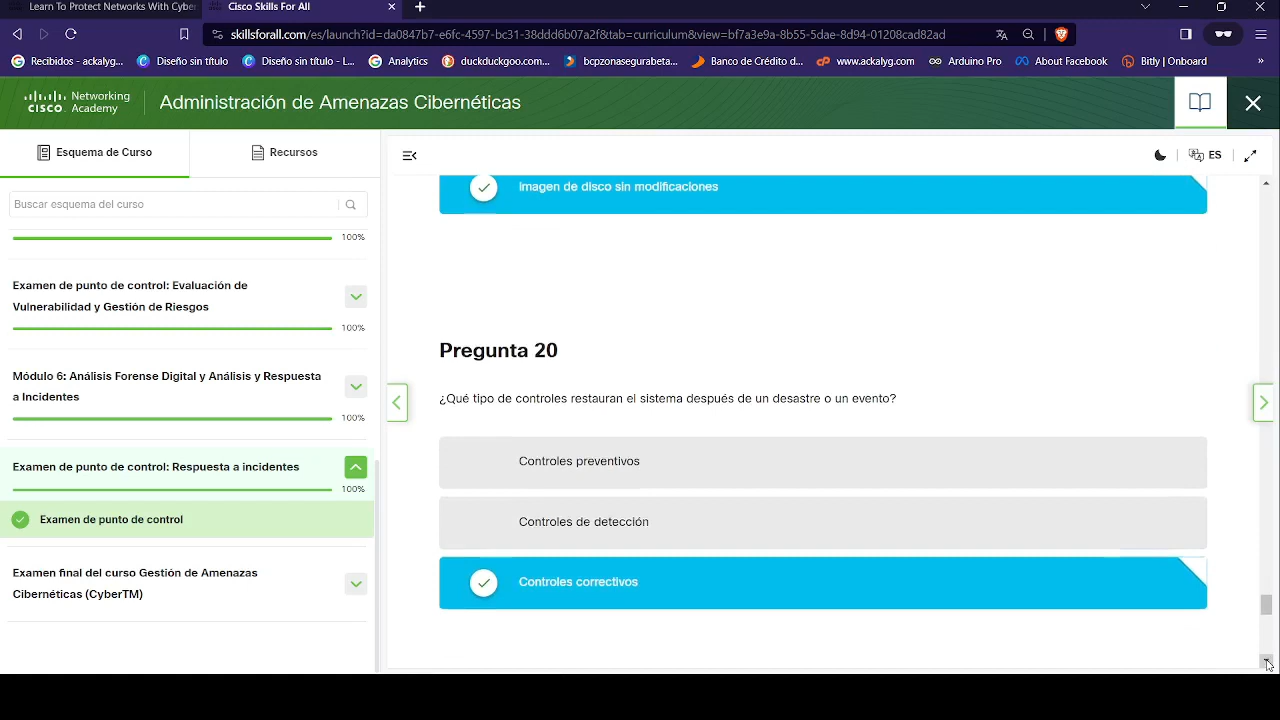 Learn To Protect Networks With Cyber
Cisco Skills For All
skillsforall.com/es/launch?id=da0847b7-e6fc-4597-bc31-38ddd6b07a2f&tab=curriculum&view=bf7a3e9a-8b55-5dae-8d94-01208cad82ad
Recibidos - ackalyg...
Diseño sin título
Diseño sin título - L...
Analytics
duckduckgoo.com...
bcpzonasegurabeta...
Banco de Crédito d...
www.ackalyg.com
Arduino Pro
About Facebook
Bitly | Onboard
»
Networking
CISCO Academy
Administración de Amenazas Cibernéticas
Esquema de Curso
Recursos
ES
Buscar esquema del curso
100%
Examen de punto de control: Evaluación de
Vulnerabilidad y Gestión de Riesgos
100%
Módulo 6: Análisis Forense Digital y Análisis y Respuesta
a Incidentes
100%
Examen de punto de control: Respuesta a incidentes
100%
Examen de punto de control
Examen final del curso Gestión de Amenazas
Cibernéticas (CyberTM)
Imagen de disco sin modificaciones
Pregunta 20
¿Qué tipo de controles restauran el sistema después de un desastre o un evento?
Controles preventivos
Controles de detección
Controles correctivos